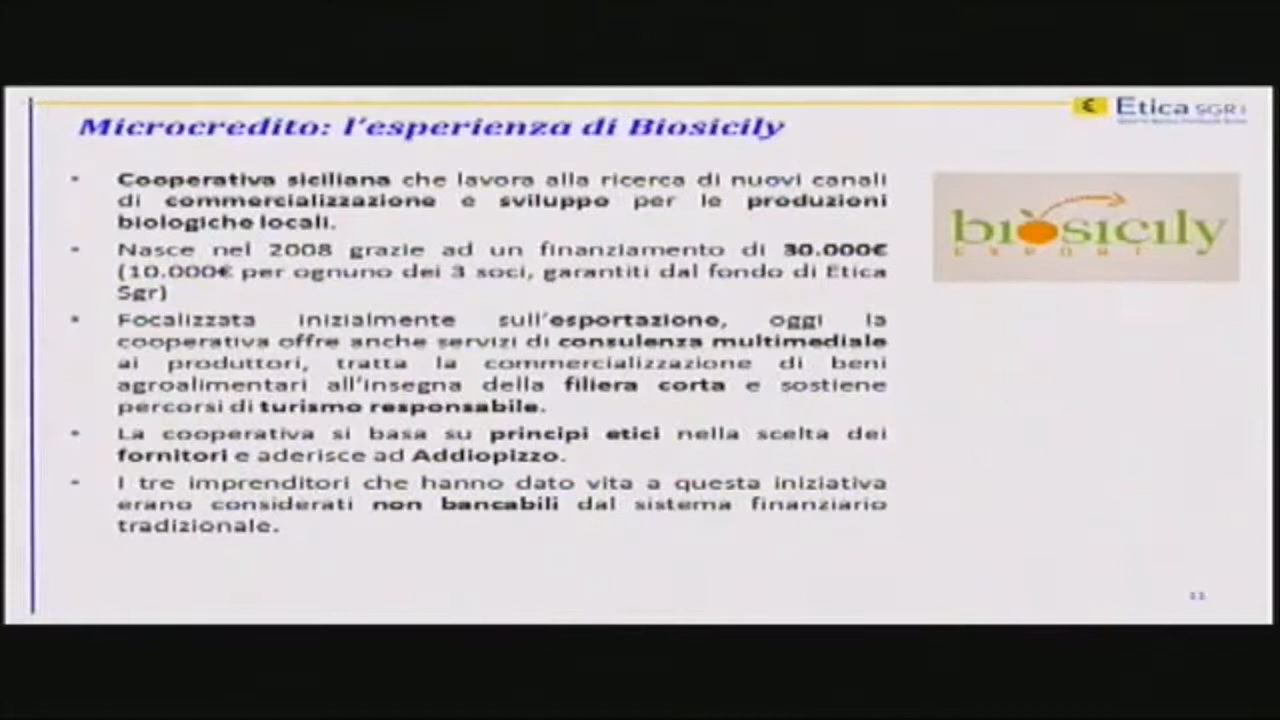 Microcredito: l'esperienza di Biosicily
Etica SGR
biosicily
EXPORT
- Cooperativa siciliana che lavora alla ricerca di nuovi canali
di commercializzazione e sviluppo per le produzioni
biologiche locali.
- Nasce nel 2008 grazie ad un finanziamento di 30.000€
(10.000€ per ognuno dei 3 soci, garantiti dal fondo di Etica
Sgr)
- Focalizzata inizialmente sull'esportazione, oggi la
cooperativa offre anche servizi di consulenza multimediale
ai produttori, tratta la commercializzazione di beni
agroalimentari all'insegna della filiera corta e sostiene
percorsi di turismo responsabile.
- La cooperativa si basa su principi etici nella scelta dei
fornitori e aderisce ad Addiopizzo.
- I tre imprenditori che hanno dato vita a questa iniziativa
erano considerati non bancabili dal sistema finanziario
tradizionale.